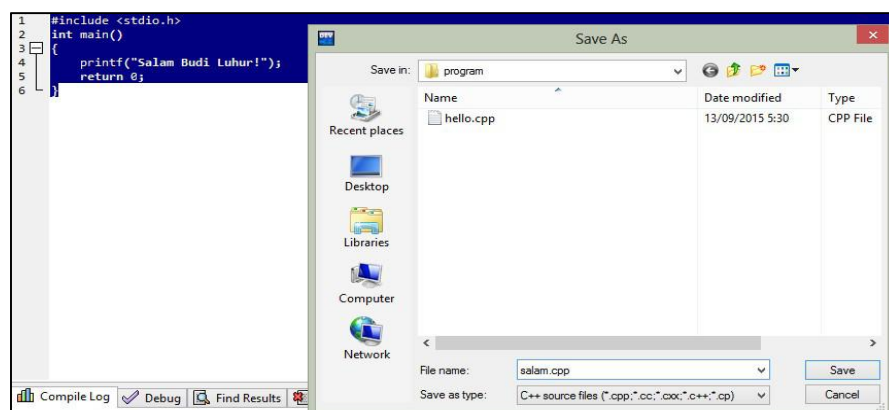 1 #include <stdio.h>
2 int main()
3 {
4 printf("Salam Budi Luhur!");
5 return 0;
6 }
Save As
Save in: program
Name Date modified Type
hello.cpp 13/09/2015 5:30 CPP File
Recent places
Desktop
Libraries
Computer
Network
File name: salam.cpp Save
Save as type: C++ source files (*.cpp;*.cc;*.cxx;*.c++;*.cp) Cancel
Compile Log Debug Find Results